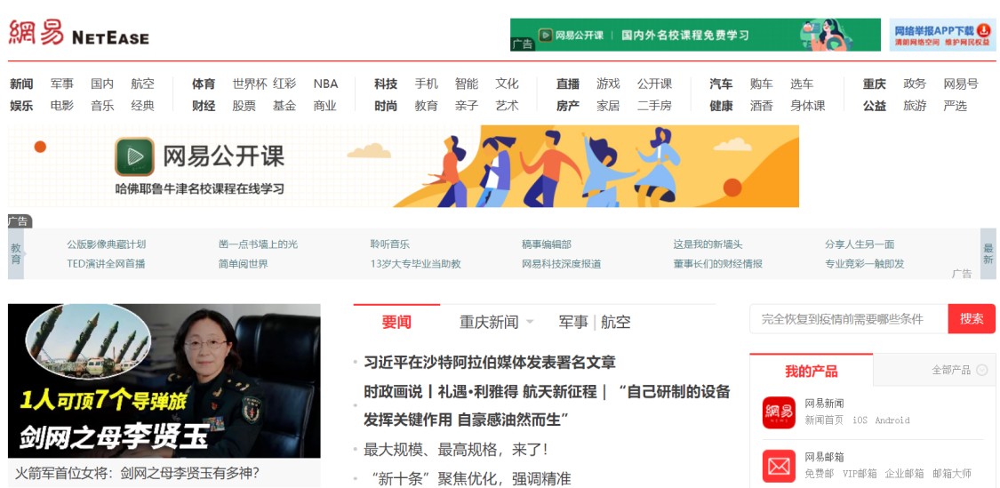 網易 NETEASE
广告
网易公开课 | 国内外名校课程免费学习
网络举报APP下载
清朗网络空间 维护网民权益
新闻 军事 国内 航空 体育 世界杯 红彩 NBA 科技 手机 智能 文化 直播 游戏 公开课 汽车 购车 选车 重庆 政务 网易号
娱乐 电影 音乐 经典 财经 股票 基金 商业 时尚 教育 亲子 艺术 房产 家居 二手房 健康 酒香 身体课 公益 旅游 严选
网易公开课
哈佛耶鲁牛津名校课程在线学习
广告
教育
公版影像典藏计划 凿一点书墙上的光 聆听音乐 稿事编辑部 这是我的新墙头 分享人生另一面
TED演讲全网首播 简单阅世界 13岁大专毕业当助教 网易科技深度报道 董事长们的财经情报 专业竞彩一触即发
最新
广告
1人可顶7个导弹旅
剑网之母李贤玉
火箭军首位女将：剑网之母李贤玉有多神？
要闻 重庆新闻 军事 | 航空
习近平在沙特阿拉伯媒体发表署名文章
时政画说丨礼遇·利雅得 航天新征程｜“自己研制的设备
发挥关键作用 自豪感油然而生”
最大规模、最高规格，来了！
“新十条”聚焦优化，强调精准
完全恢复到疫情前需要哪些条件 搜索
我的产品 全部产品
網易
NEWS
网易新闻
新闻首页 iOS Android
网易邮箱
免费邮 VIP邮箱 企业邮箱 邮箱大师